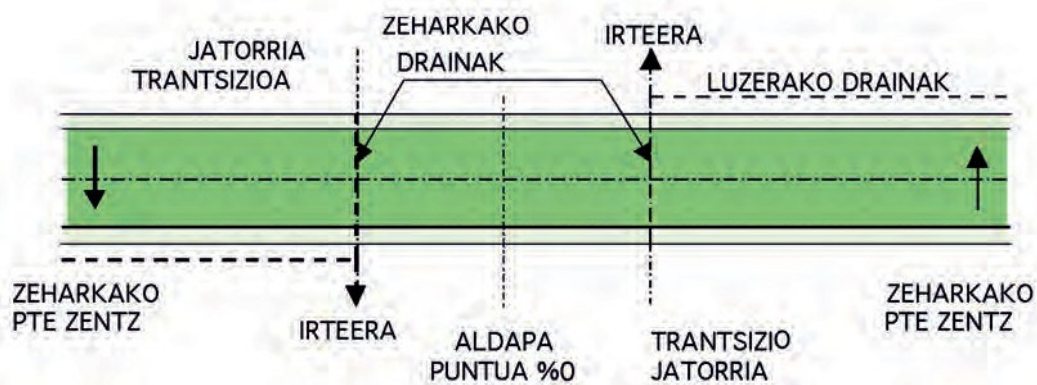 JATORRIA
TRANTSIZIOA
ZEHARKAKO
DRAINAK
IRTEERA
LUZERAKO DRAINAK
ZEHARKAKO
PTE ZENTZ
IRTEERA
ALDAPA
PUNTUA %0
TRANTSIZIO
JATORRIA
ZEHARKAKO
PTE ZENTZ